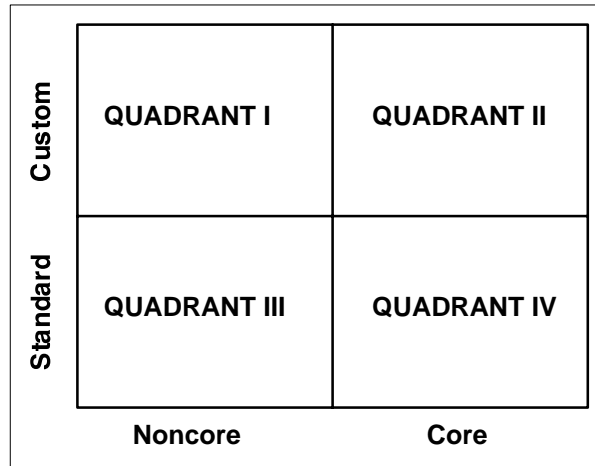 Custom
QUADRANT I
QUADRANT II
Standard
QUADRANT III
QUADRANT IV
Noncore
Core